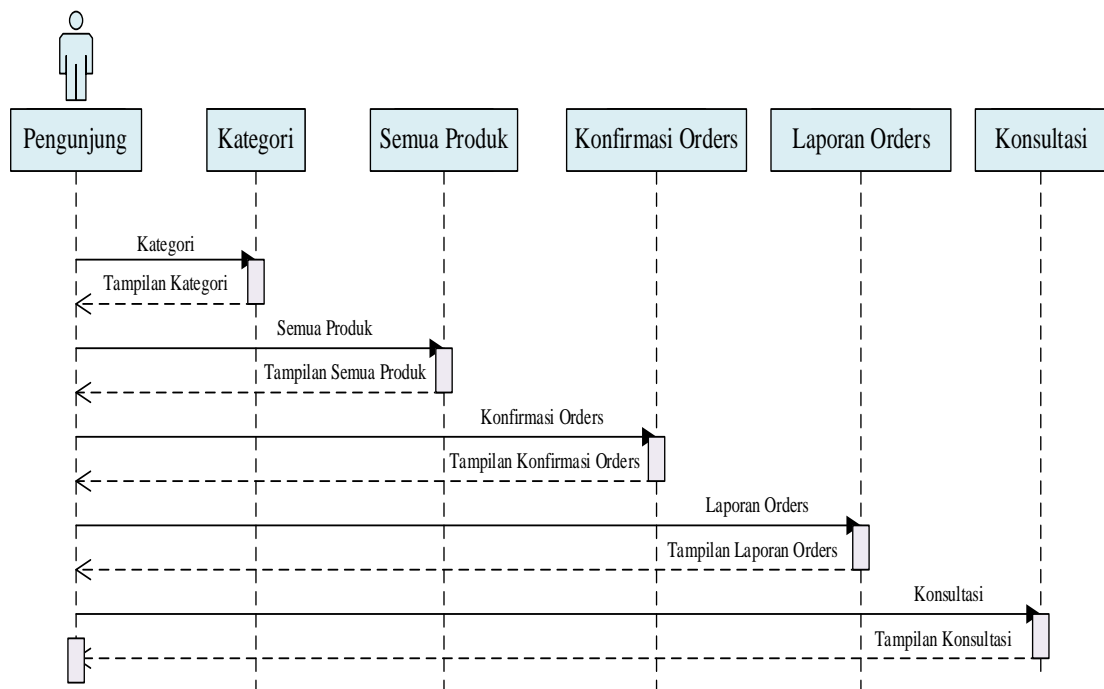 Pengunjung
Kategori
Semua Produk
Konfirmasi Orders
Laporan Orders
Konsultasi
Kategori
Tampilan Kategori
Semua Produk
Tampilan Semua Produk
Konfirmasi Orders
Tampilan Konfirmasi Orders
Laporan Orders
Tampilan Laporan Orders
Konsultasi
Tampilan Konsultasi